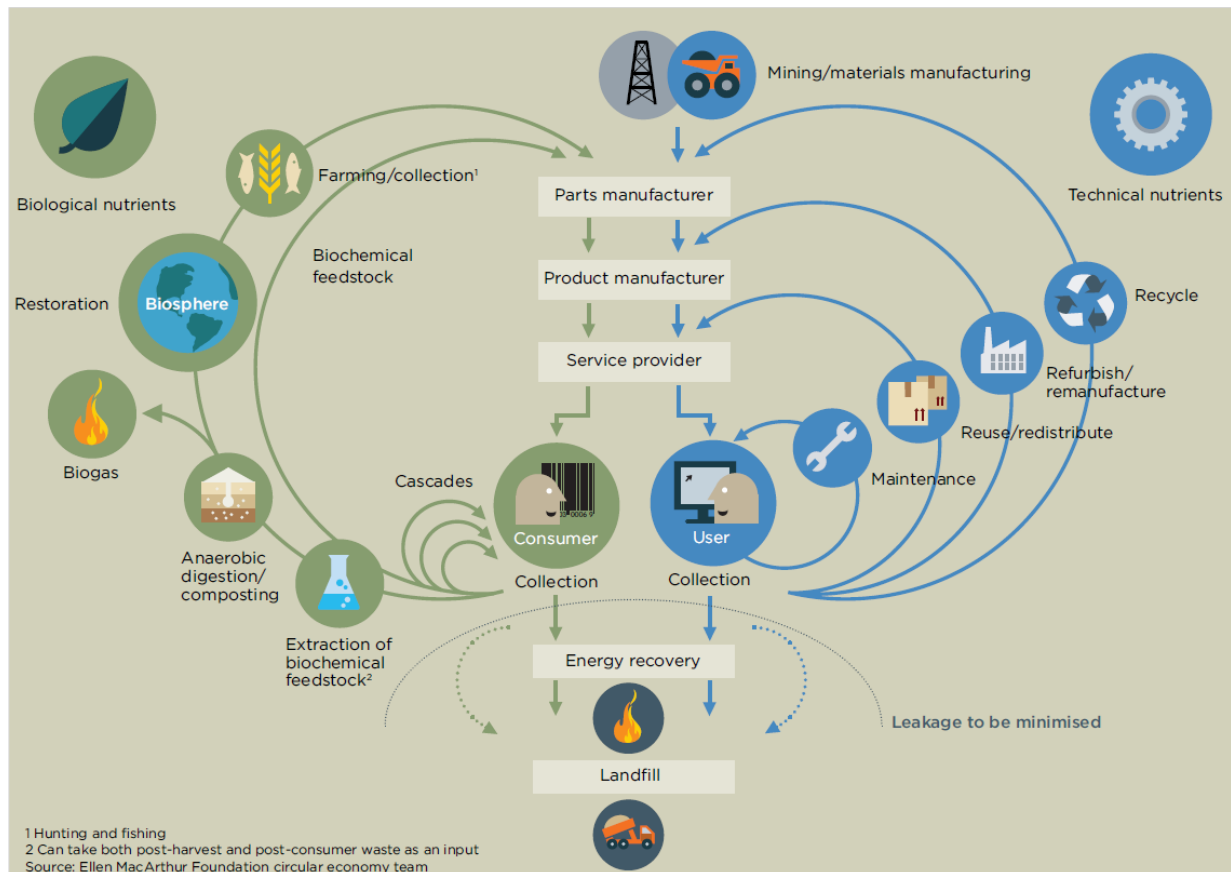 Mining/materials manufacturing
Biological nutrients
Farming/collection¹
Technical nutrients
Parts manufacturer
Biochemical
feedstock
Product manufacturer
Restoration
Biosphere
Recycle
Service provider
Refurbish/
remanufacture
Reuse/redistribute
Biogas
Cascades
Maintenance
Consumer
User
Anaerobic
digestion/
composting
Collection
Collection
Extraction of
biochemical
feedstock²
Energy recovery
Leakage to be minimised
Landfill
1 Hunting and fishing
2 Can take both post-harvest and post-consumer waste as an input
Source: Ellen MacArthur Foundation circular economy team